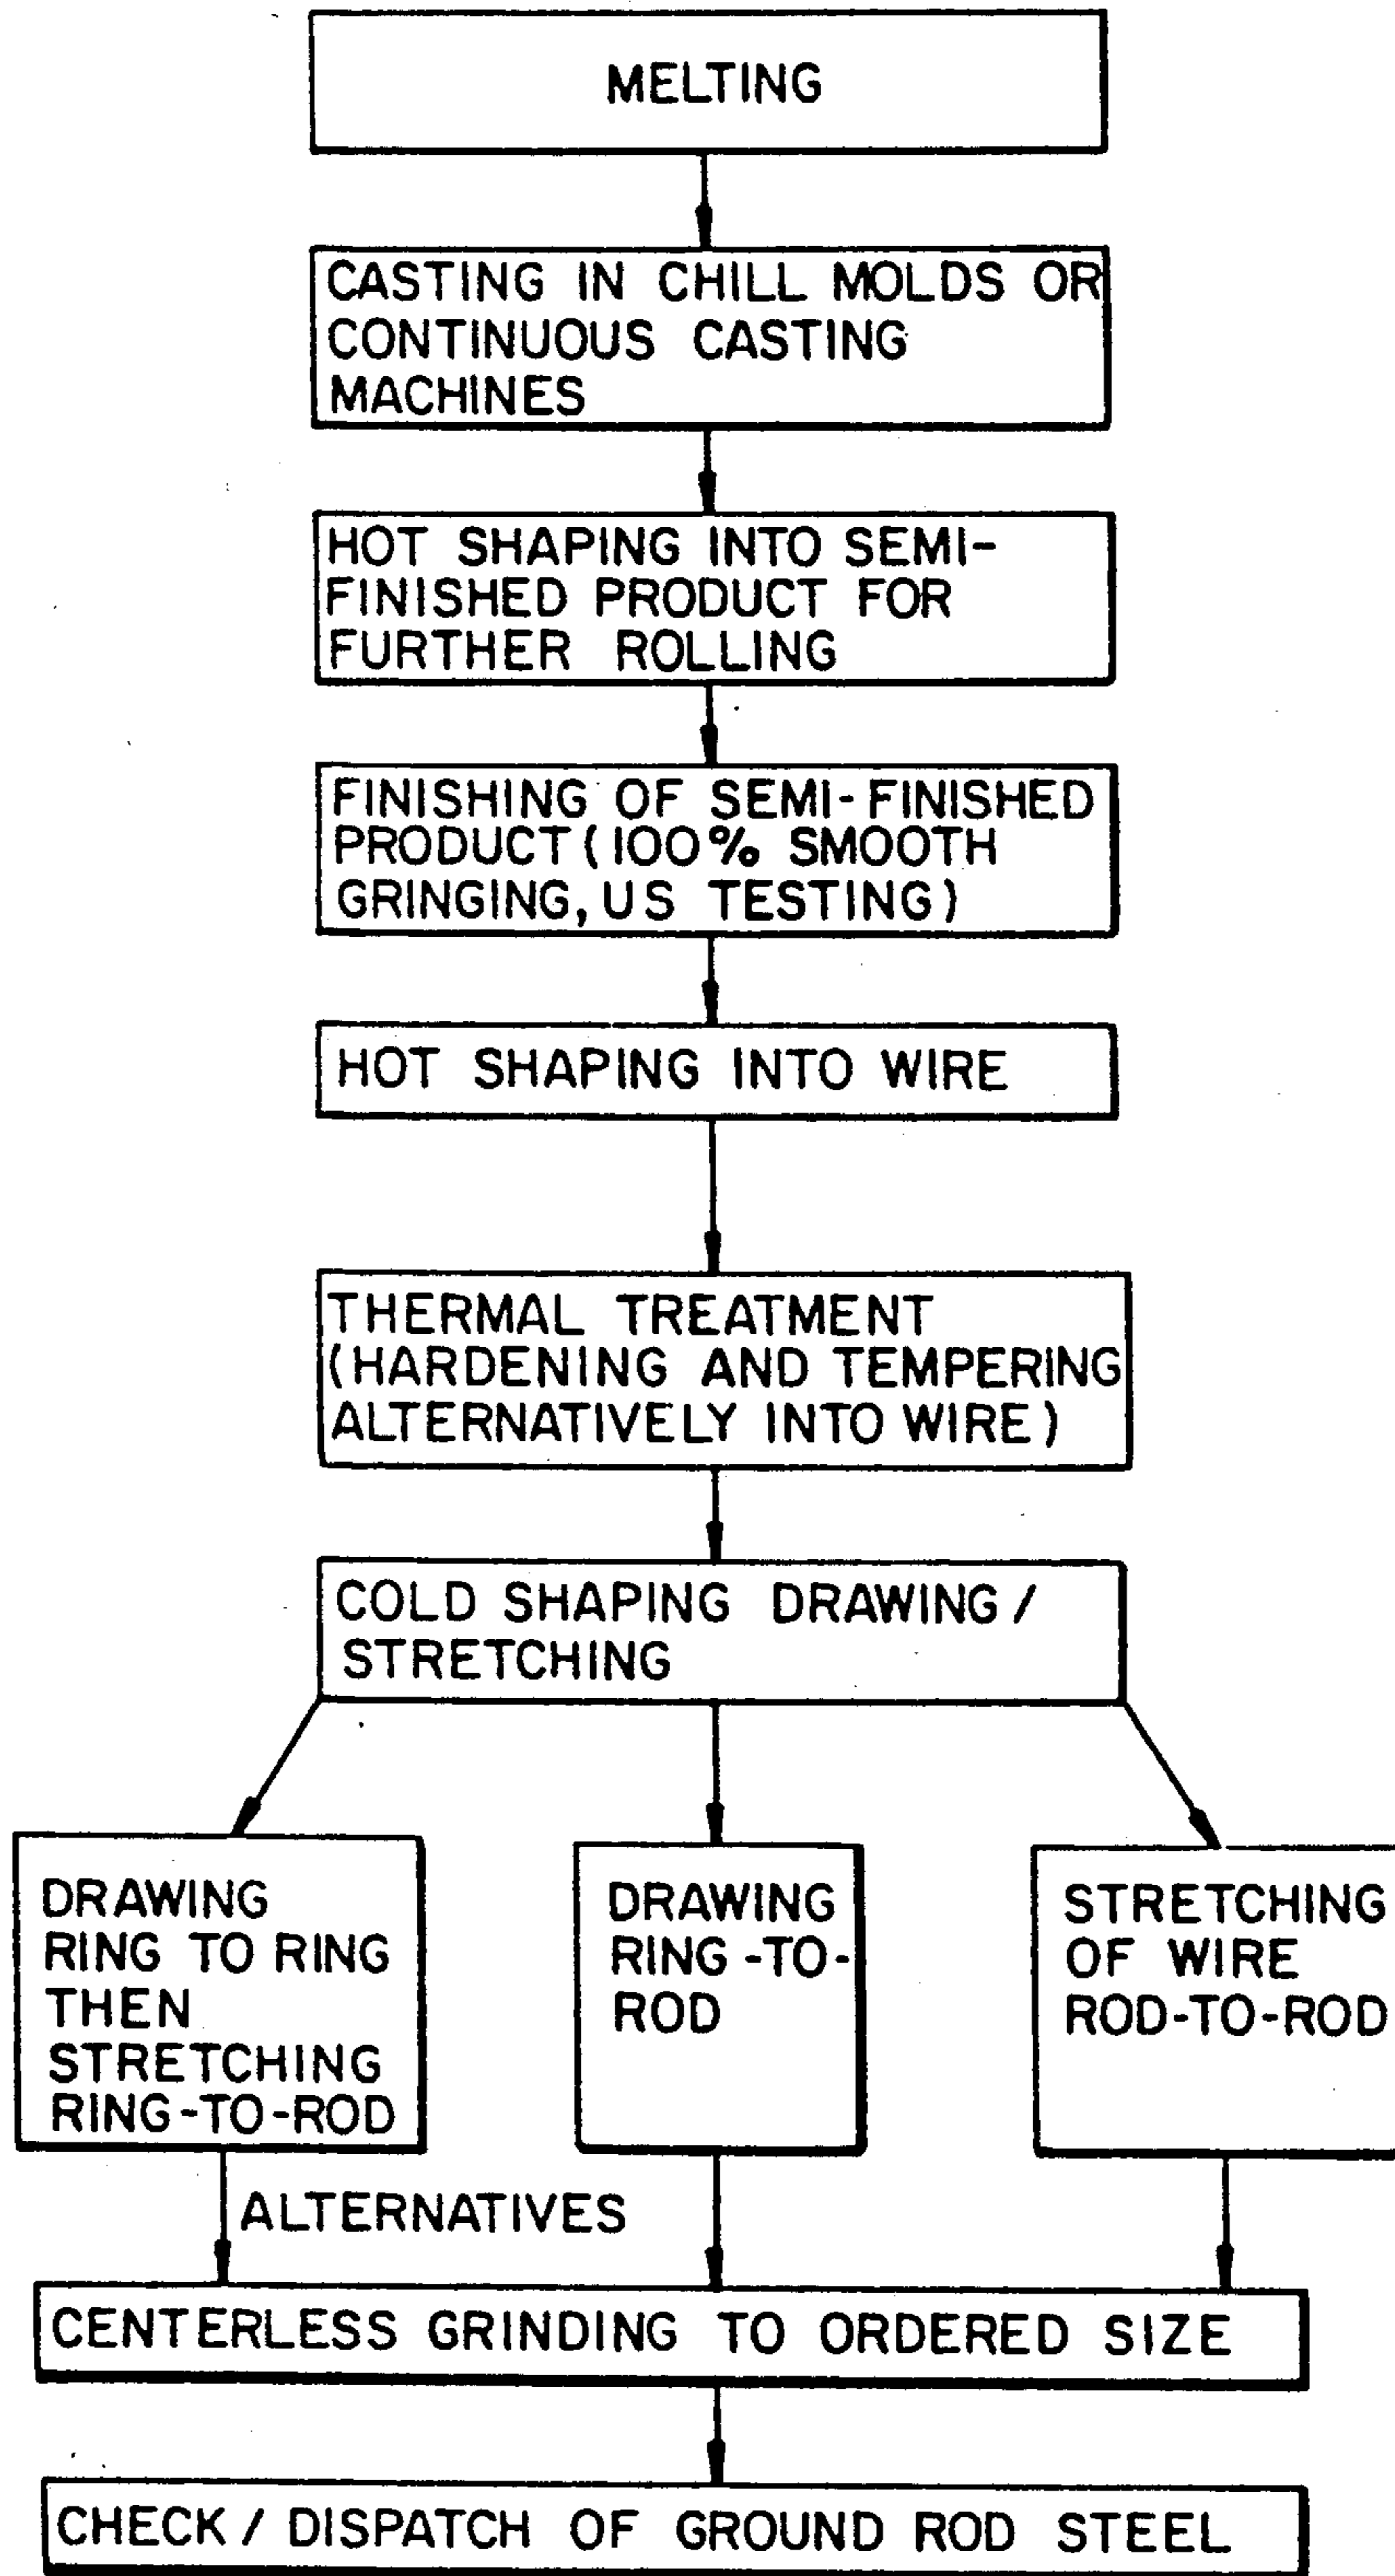 MELTING
CASTING IN CHILL MOLDS OR
CONTINUOUS CASTING
MACHINES
HOT SHAPING INTO SEMI-
FINISHED PRODUCT FOR
FURTHER ROLLING
FINISHING OF SEMI-FINISHED
PRODUCT (100% SMOOTH
GRINGING, US TESTING)
HOT SHAPING INTO WIRE
THERMAL TREATMENT
(HARDENING AND TEMPERING
ALTERNATIVELY INTO WIRE)
COLD SHAPING DRAWING /
STRETCHING
DRAWING
RING TO RING
THEN
STRETCHING
RING-TO-ROD
DRAWING
RING-TO-
ROD
STRETCHING
OF WIRE
ROD-TO-ROD
ALTERNATIVES
CENTERLESS GRINDING TO ORDERED SIZE
CHECK / DISPATCH OF GROUND ROD STEEL